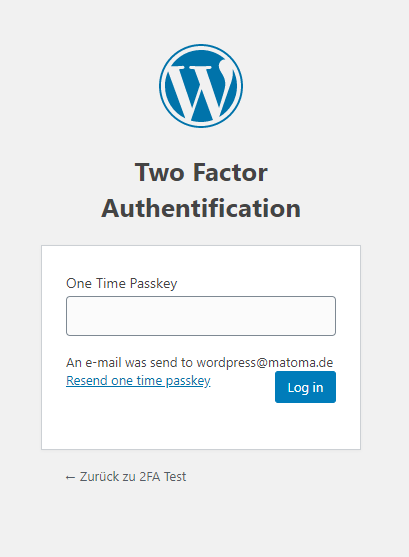 Two Factor
Authentification
One Time Passkey
An e-mail was send to wordpress@matoma.de
Resend one time passkey
Log in
← Zurück zu 2FA Test